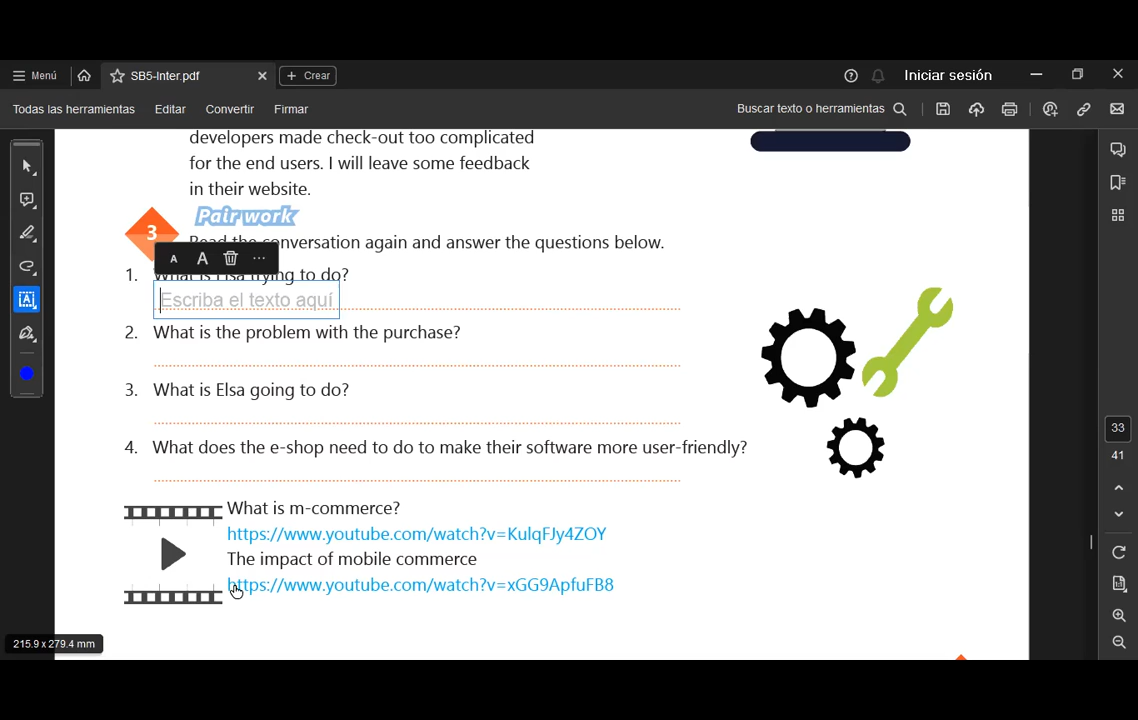 Menú
SB5-Inter.pdf
Crear
Iniciar sesión
Todas las herramientas
Editar
Convertir
Firmar
Buscar texto o herramientas
developers made check-out too complicated
for the end users. I will leave some feedback
in their website.
Pair work
3
Read the conversation again and answer the questions below.
A A ...
1. What is Elsa trying to do?
Escriba el texto aquí
2. What is the problem with the purchase?
3. What is Elsa going to do?
4. What does the e-shop need to do to make their software more user-friendly?
What is m-commerce?
https://www.youtube.com/watch?v=KulqFJy4ZOY
The impact of mobile commerce
https://www.youtube.com/watch?v=xGG9ApfuFB8
33
41
215.9 x 279.4 mm